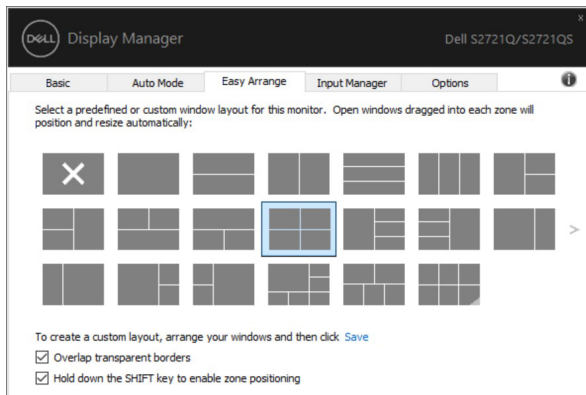 x
DELL Display Manager Dell S2721Q/S2721QS
Basic Auto Mode Easy Arrange Input Manager Options i
Select a predefined or custom window layout for this monitor. Open windows dragged into each zone will
position and resize automatically:
>
To create a custom layout, arrange your windows and then click Save
Overlap transparent borders
Hold down the SHIFT key to enable zone positioning